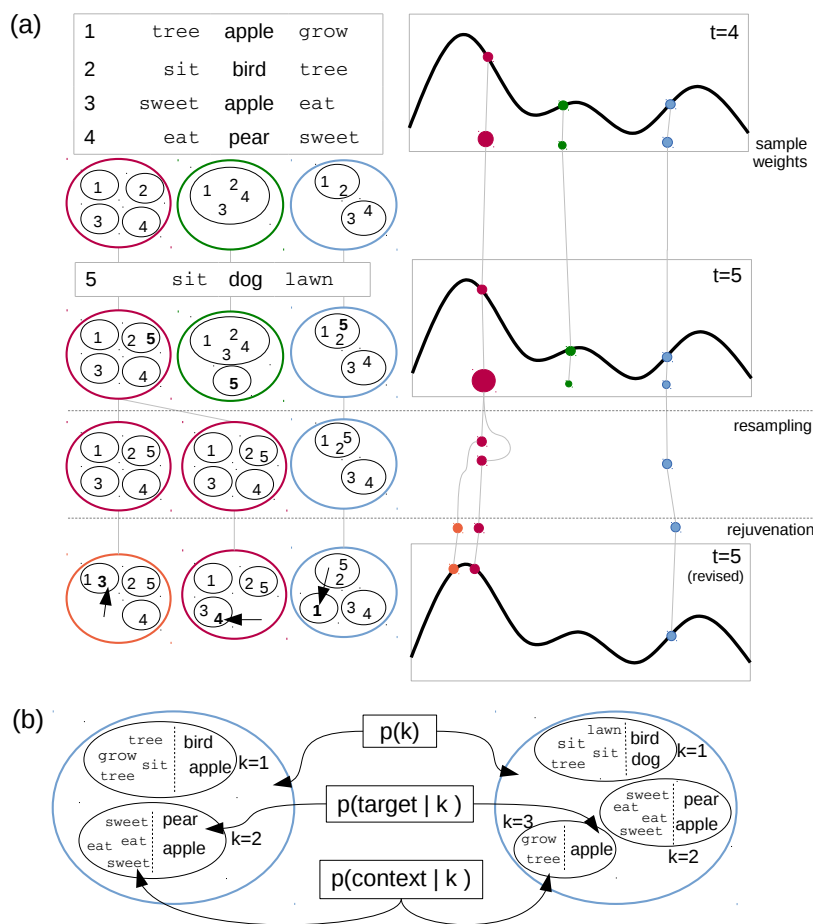 (a)
1 tree apple grow
2 sit bird tree
3 sweet apple eat
4 eat pear sweet
t=4
sample
weights
1 2 3 4
1 2 4 3
1 2 3 4
5 sit dog lawn
t=5
1 2 5 3 4
1 2 4 3 5
1 5 2 3 4
resampling
1 2 5 3 4
1 2 5 3 4
1 2 5 3 4
rejuvenation
t=5
(revised)
1 3 2 5 4
1 2 5 3 4
5 2 1 3 4
(b)
p(k)
p(target | k )
p(context | k )
tree bird
grow sit apple k=1
tree
sweet pear
eat eat apple k=2
sweet
lawn bird
sit sit dog k=1
tree
sweet pear
eat eat apple
sweet
k=2
k=3
grow apple
tree